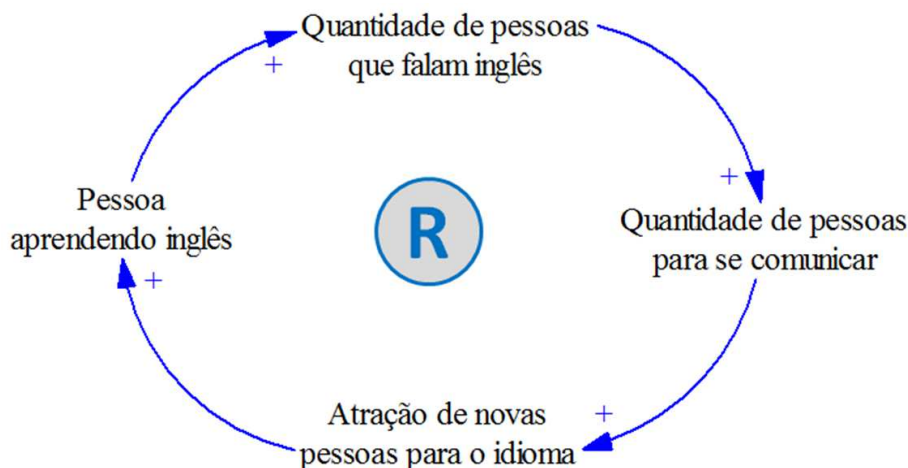 Quantidade de pessoas
que falam inglês
+
+
Pessoa
aprendendo inglês
R
Quantidade de pessoas
para se comunicar
+
Atração de novas
pessoas para o idioma
+